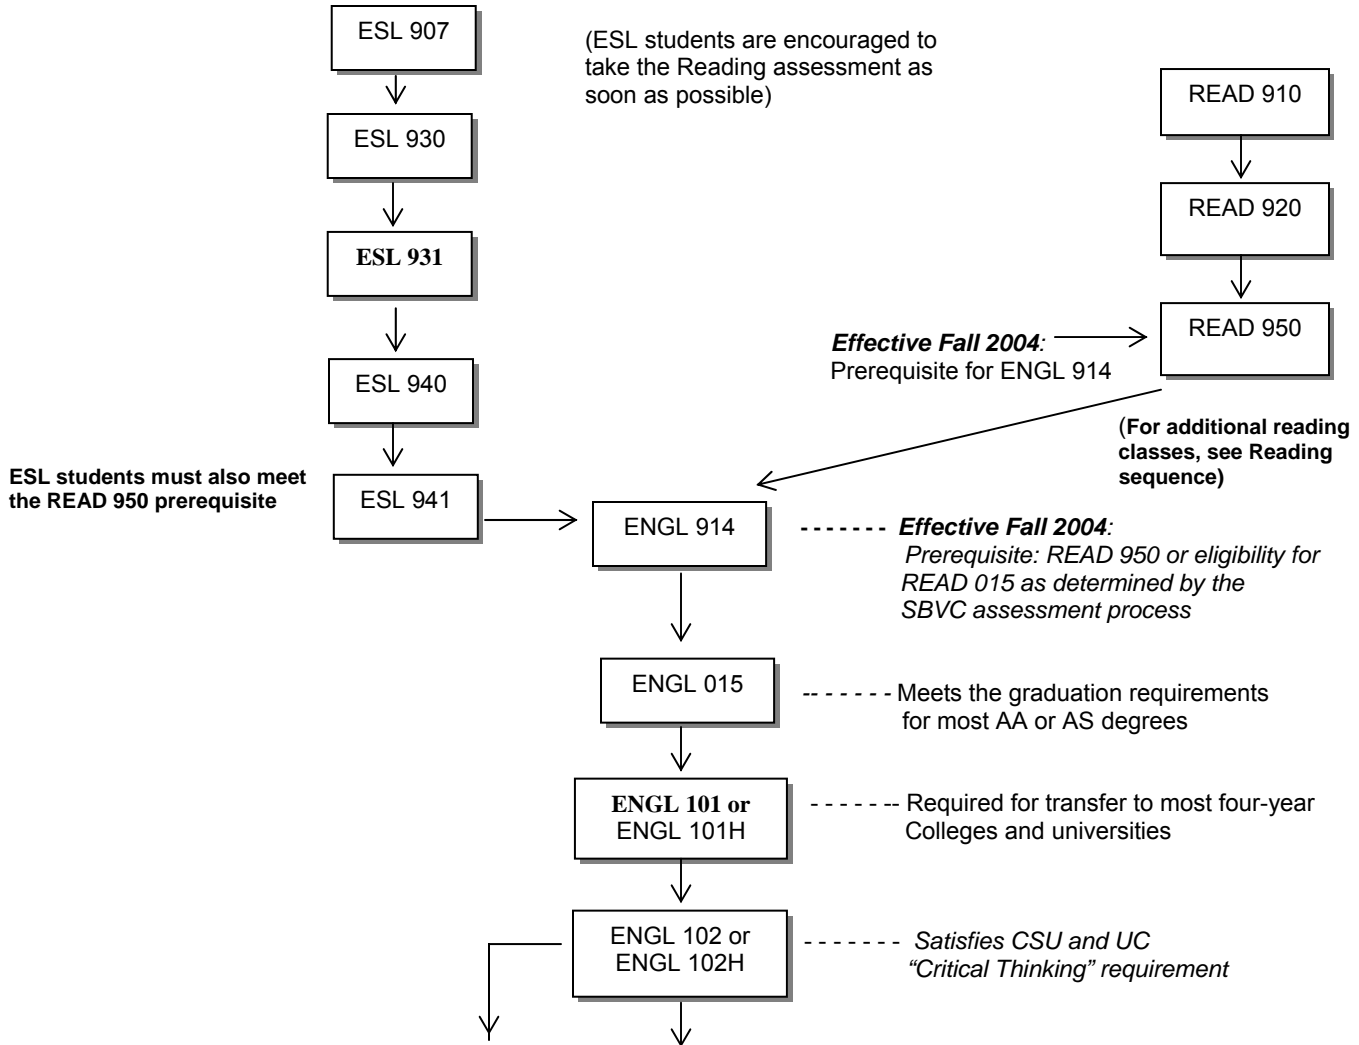 ESL 907
(ESL students are encouraged to
take the Reading assessment as
soon as possible)
READ 910
ESL 930
READ 920
ESL 931
READ 950
Effective Fall 2004:
Prerequisite for ENGL 914
ESL 940
(For additional reading
classes, see Reading
sequence)
ESL students must also meet
the READ 950 prerequisite
ESL 941
ENGL 914
Effective Fall 2004:
Prerequisite: READ 950 or eligibility for
READ 015 as determined by the
SBVC assessment process
ENGL 015
Meets the graduation requirements
for most AA or AS degrees
ENGL 101 or
ENGL 101H
Required for transfer to most four-year
Colleges and universities
ENGL 102 or
ENGL 102H
Satisfies CSU and UC
“Critical Thinking” requirement